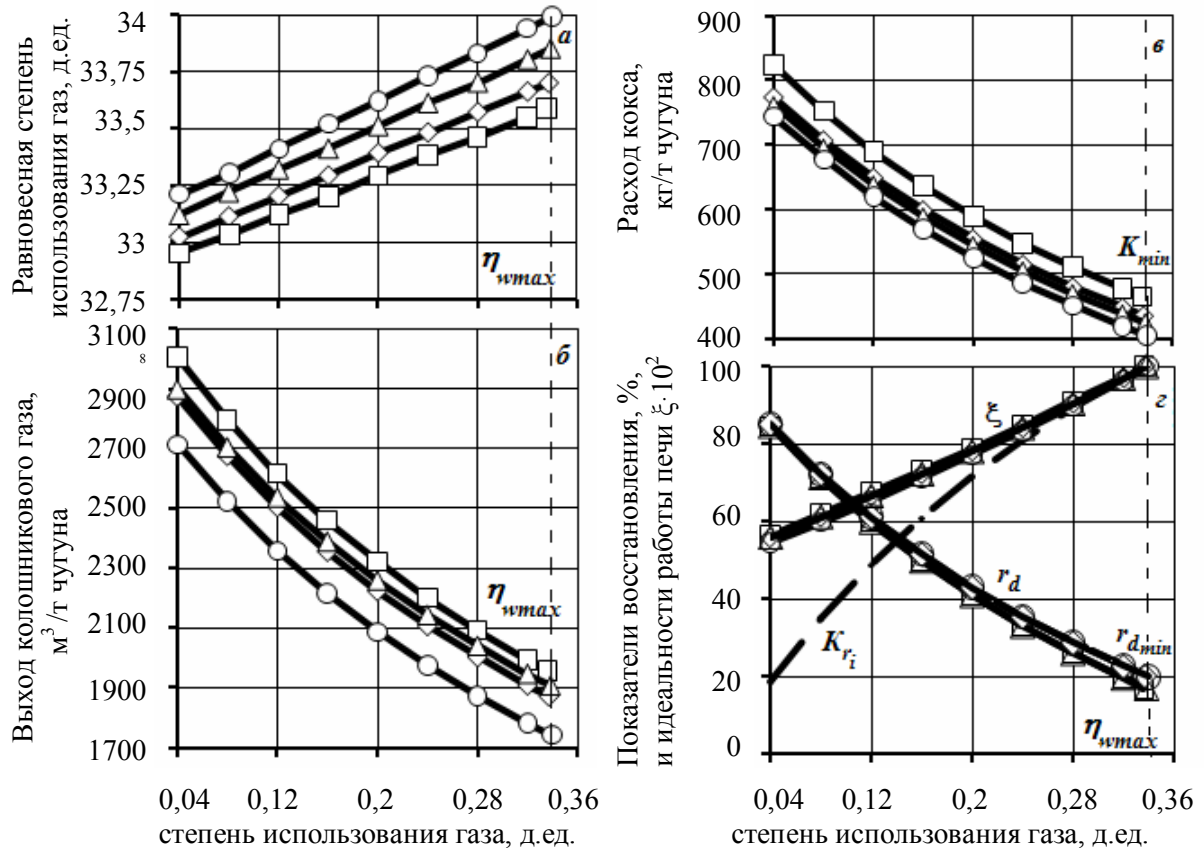 Равновесная степень
использования газ, д.ед.
34
33,75
33,5
33,25
33
32,75
а
η wmax
Расход кокса,
кг/т чугуна
900
800
700
600
500
400
в
K min
Выход колошникового газа,
м³ /т чугуна
3100
8
2900
2700
2500
2300
2100
1900
1700
б
η wmax
0,04 0,12 0,2 0,28 0,36
степень использования газа, д.ед.
Показатели восстановления, %,
и идеальности работы печи ξ·10²
100
80
60
40
20
0
г
ξ
r d
K r i
r d min
η wmax
0,04 0,12 0,2 0,28 0,36
степень использования газа, д.ед.